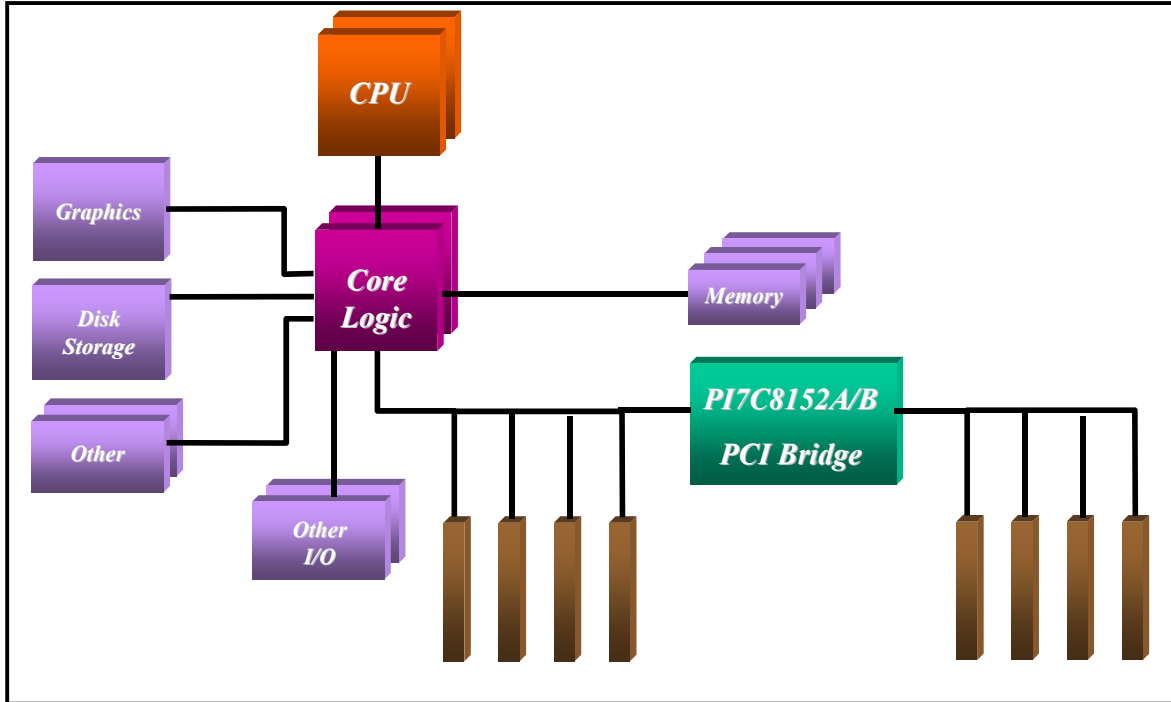 CPU
Graphics
Core
Logic
Memory
Disk
Storage
PI7C8152A/B
PCI Bridge
Other
Other
I/O